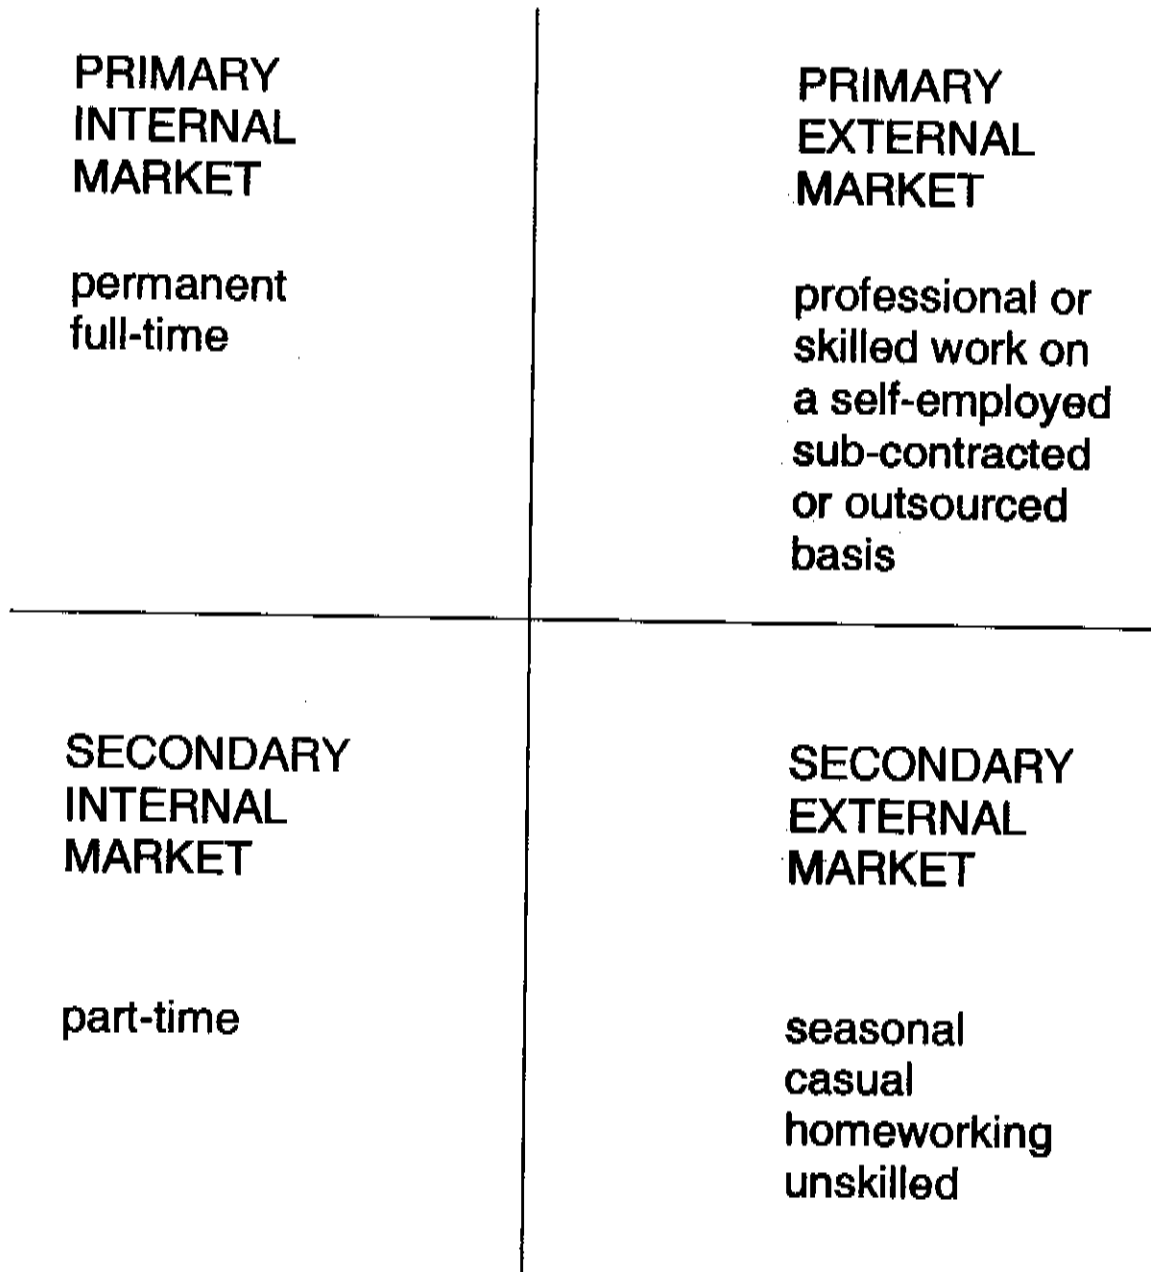 PRIMARY
INTERNAL
MARKET
permanent
full-time
PRIMARY
EXTERNAL
MARKET
professional or
skilled work on
a self-employed
sub-contracted
or outsourced
basis
SECONDARY
INTERNAL
MARKET
part-time
SECONDARY
EXTERNAL
MARKET
seasonal
casual
homeworking
unskilled